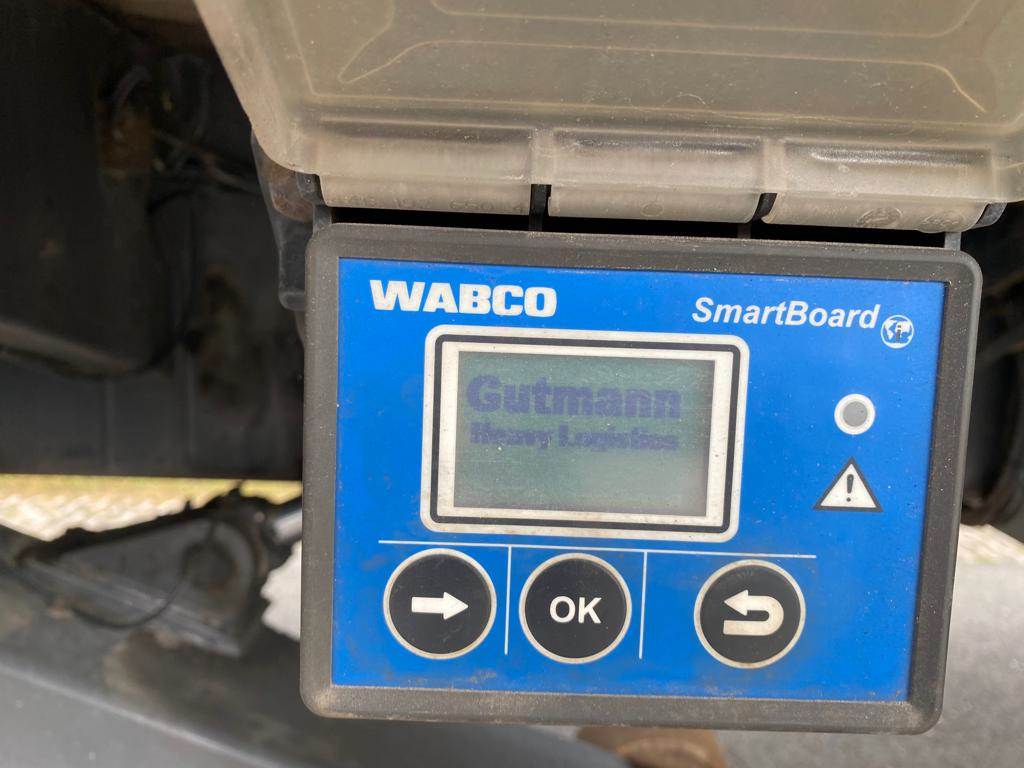 WABCO
SmartBoard
Gutmann
Heavy Logistics
OK